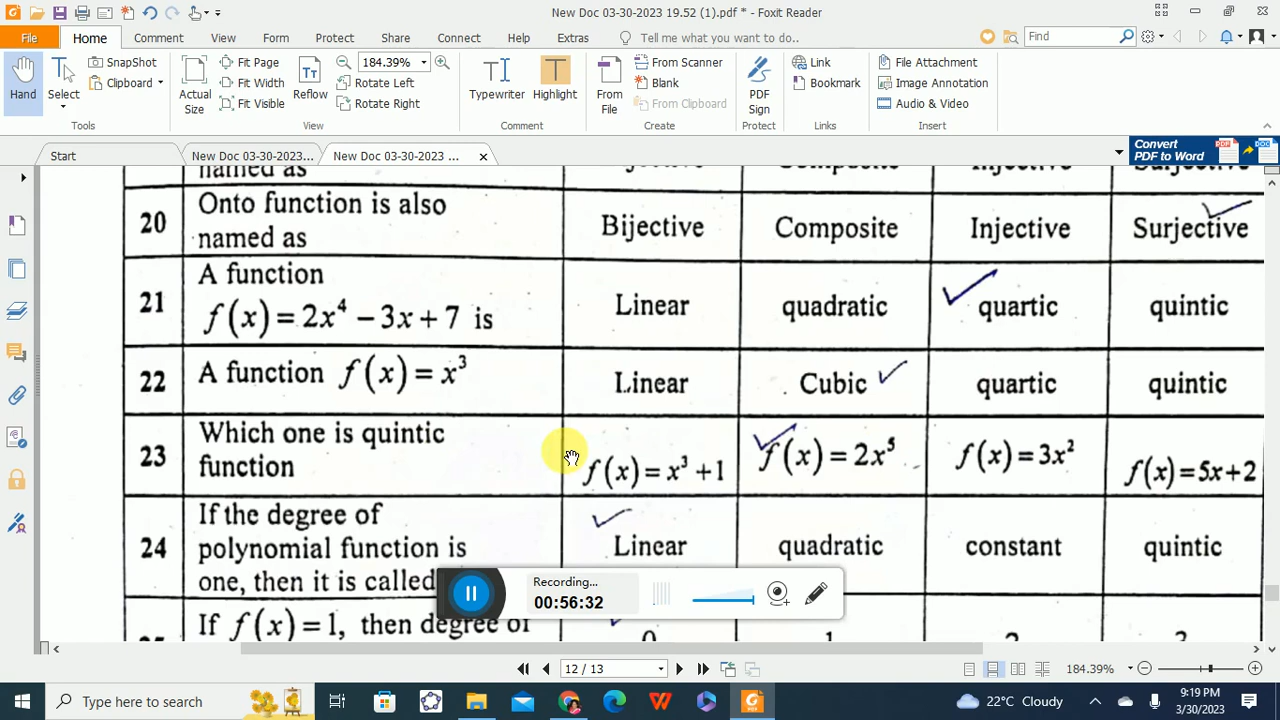 New Doc 03-30-2023 19.52 (1).pdf * - Foxit Reader
File Home Comment View Form Protect Share Connect Help Extras Tell me what you want to do.. Find
Hand Select SnapShot Clipboard Actual Size Fit Page Fit Width Fit Visible Reflow 184.39% Rotate Left Rotate Right Typewriter Highlight From File From Scanner Blank From Clipboard PDF Sign Link Bookmark File Attachment Image Annotation Audio & Video
Tools View Comment Create Protect Links Insert
Start New Doc 03-30-2023... New Doc 03-30-2023 ... Convert PDF to Word
named as
20 Onto function is also named as Bijective Composite Injective Surjective
21 A function f(x) = 2x⁴ − 3x + 7 is Linear quadratic quartic quintic
22 A function f(x) = x³ Linear Cubic quartic quintic
23 Which one is quintic function f(x) = x³ + 1 f(x) = 2x⁵ f(x) = 3x² f(x) = 5x + 2
24 If the degree of polynomial function is one, then it is called Linear quadratic constant quintic
If f(x) = 1, then degree of
Recording...
00:56:32
12 / 13 184.39%
Type here to search 22°C Cloudy 9:19 PM
3/30/2023